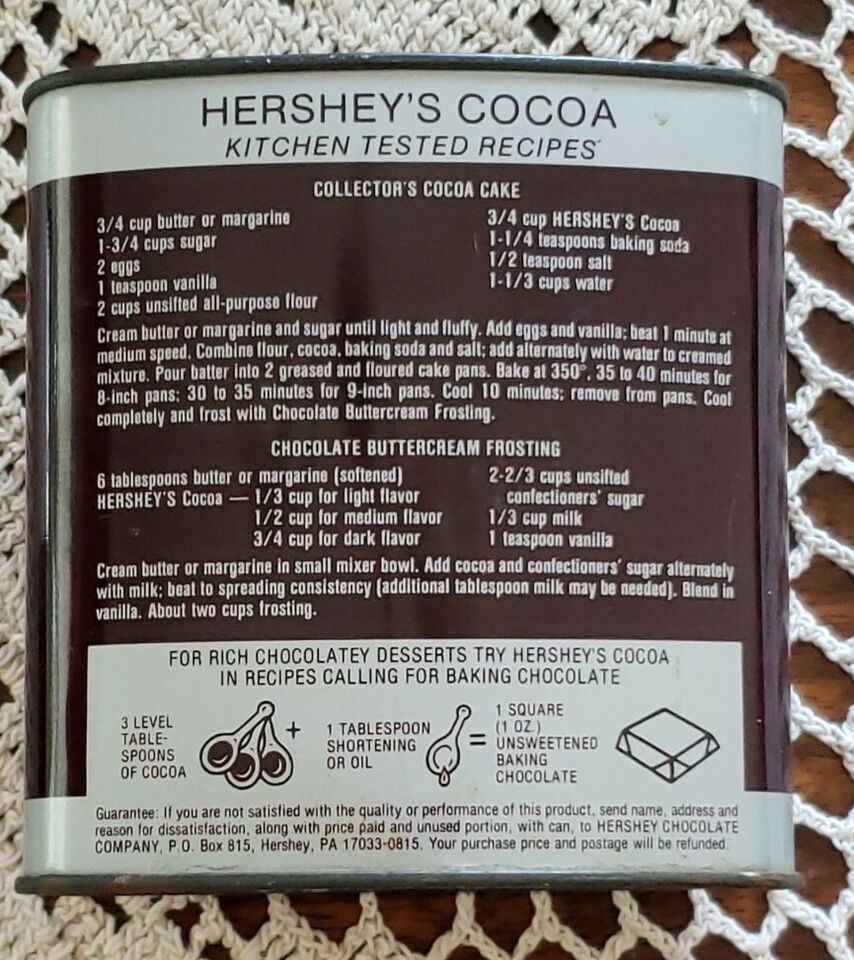 HERSHEY'S COCOA
KITCHEN TESTED RECIPES
COLLECTOR'S COCOA CAKE
3/4 cup butter or margarine
1-3/4 cups sugar
2 eggs
1 teaspoon vanilla
2 cups unsifted all-purpose flour
3/4 cup HERSHEY'S Cocoa
1-1/4 teaspoons baking soda
1/2 teaspoon salt
1-1/3 cups water
Cream butter or margarine and sugar until light and fluffy. Add eggs and vanilla; beat 1 minute at
medium speed. Combine flour, cocoa, baking soda and salt; add alternately with water to creamed
mixture. Pour batter into 2 greased and floured cake pans. Bake at 350°, 35 to 40 minutes for
8-inch pans; 30 to 35 minutes for 9-inch pans. Cool 10 minutes; remove from pans. Cool
completely and frost with Chocolate Buttercream Frosting.
CHOCOLATE BUTTERCREAM FROSTING
6 tablespoons butter or margarine (softened)
HERSHEY'S Cocoa — 1/3 cup for light flavor
1/2 cup for medium flavor
3/4 cup for dark flavor
2-2/3 cups unsifted
confectioners' sugar
1/3 cup milk
1 teaspoon vanilla
Cream butter or margarine in small mixer bowl. Add cocoa and confectioners' sugar alternately
with milk; beat to spreading consistency (additional tablespoon milk may be needed). Blend in
vanilla. About two cups frosting.
FOR RICH CHOCOLATEY DESSERTS TRY HERSHEY'S COCOA
IN RECIPES CALLING FOR BAKING CHOCOLATE
3 LEVEL
TABLE-
SPOONS
OF COCOA
+
1 TABLESPOON
SHORTENING
OR OIL
=
1 SQUARE
(1 OZ.)
UNSWEETENED
BAKING
CHOCOLATE
Guarantee: If you are not satisfied with the quality or performance of this product, send name, address and
reason for dissatisfaction, along with price paid and unused portion, with can, to HERSHEY CHOCOLATE
COMPANY, P.O. Box 815, Hershey, PA 17033-0815. Your purchase price and postage will be refunded.